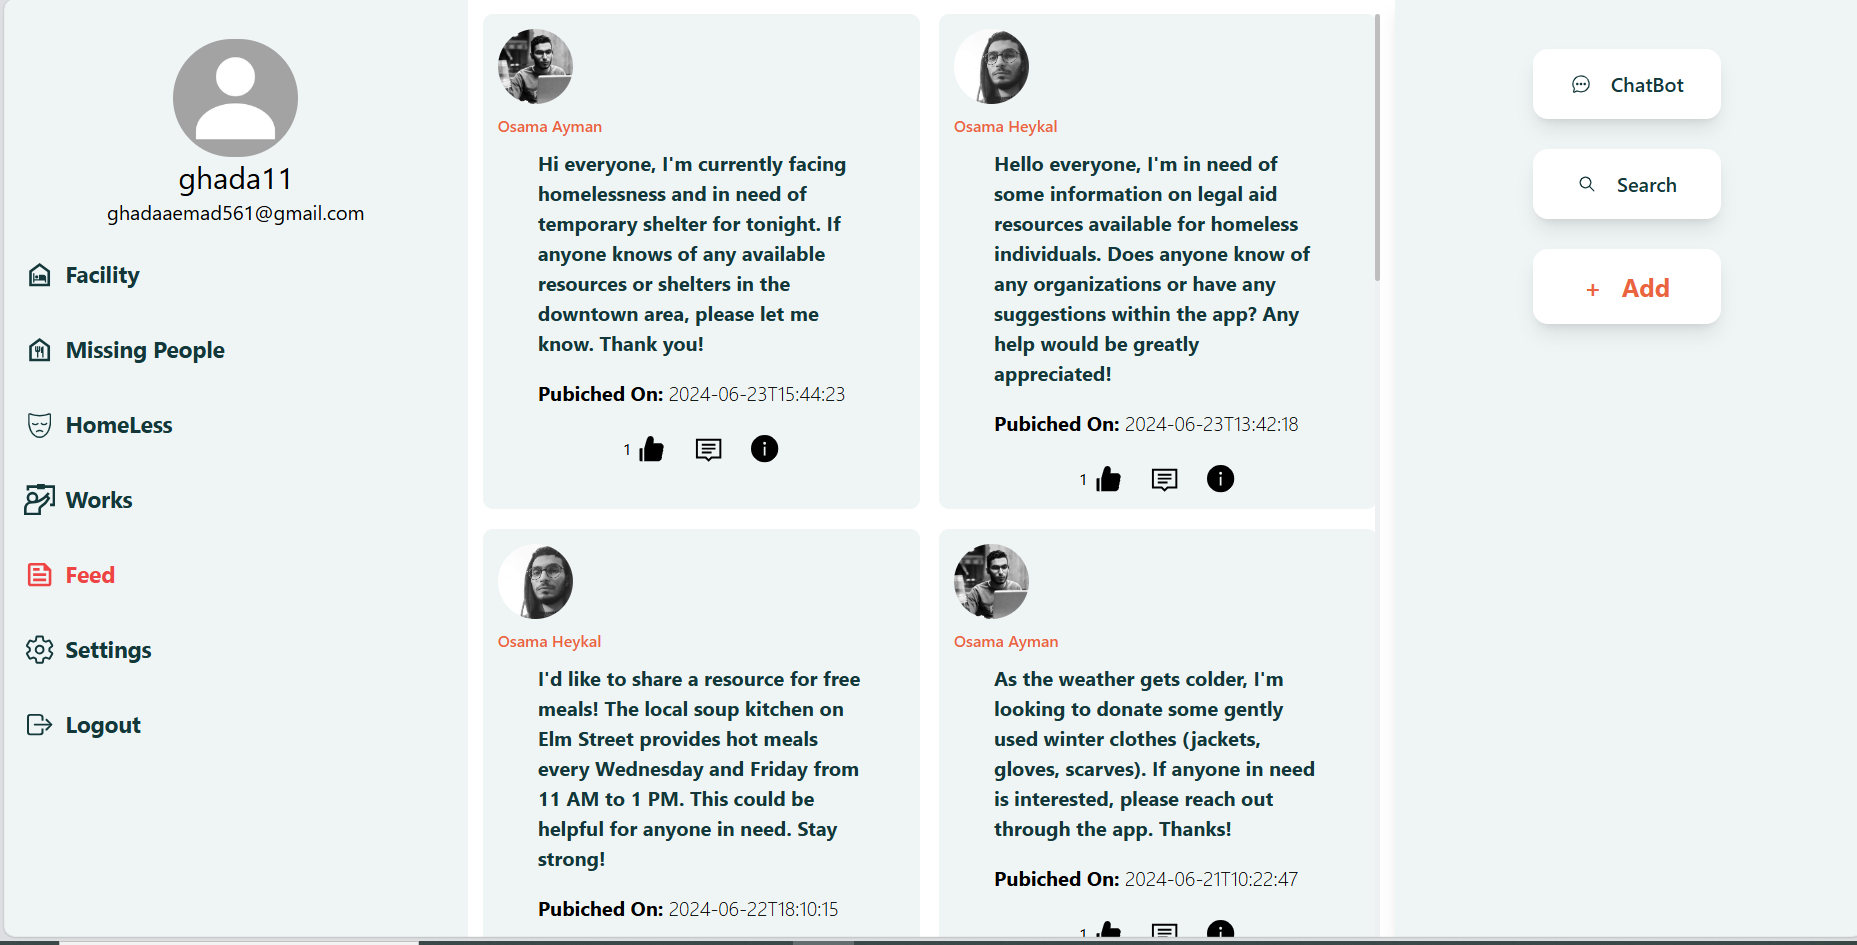 ghada11
ghadaaemad561@gmail.com
Facility
Missing People
HomeLess
Works
Feed
Settings
Logout
Osama Ayman
Hi everyone, I'm currently facing
homelessness and in need of
temporary shelter for tonight. If
anyone knows of any available
resources or shelters in the
downtown area, please let me
know. Thank you!
Pubiched On: 2024-06-23T15:44:23
1
Osama Heykal
Hello everyone, I'm in need of
some information on legal aid
resources available for homeless
individuals. Does anyone know of
any organizations or have any
suggestions within the app? Any
help would be greatly
appreciated!
Pubiched On: 2024-06-23T13:42:18
1
Osama Heykal
I'd like to share a resource for free
meals! The local soup kitchen on
Elm Street provides hot meals
every Wednesday and Friday from
11 AM to 1 PM. This could be
helpful for anyone in need. Stay
strong!
Pubiched On: 2024-06-22T18:10:15
Osama Ayman
As the weather gets colder, I'm
looking to donate some gently
used winter clothes (jackets,
gloves, scarves). If anyone in need
is interested, please reach out
through the app. Thanks!
Pubiched On: 2024-06-21T10:22:47
1
ChatBot
Search
+ Add